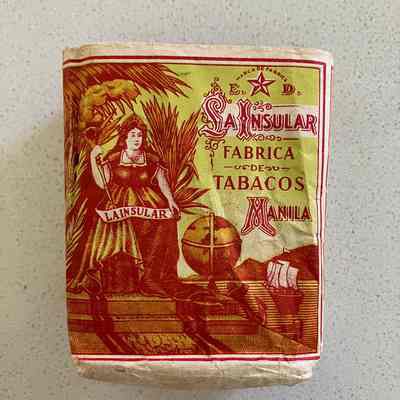 MARCA DE FABRICA
E. D.
LA INSULAR
FABRICA
DE
TABACOS
MANILA
LA INSULAR